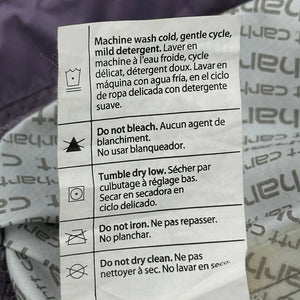 Machine wash cold, gentle cycle,
mild detergent. Laver en
machine à l'eau froide, cycle
délicat, détergent doux. Lavar en
máquina con agua fría, en el ciclo
de ropa delicada con detergente
suave.
Do not bleach. Aucun agent de
blanchiment.
No usar blanqueador.
Tumble dry low. Sécher par
culbutage à réglage bas.
Secar en secadora en
ciclo delicado.
Do not iron. Ne pas repasser.
No planchar.
Do not dry clean. Ne pas
nettoyer à sec. No lavar en seco.
carhartt